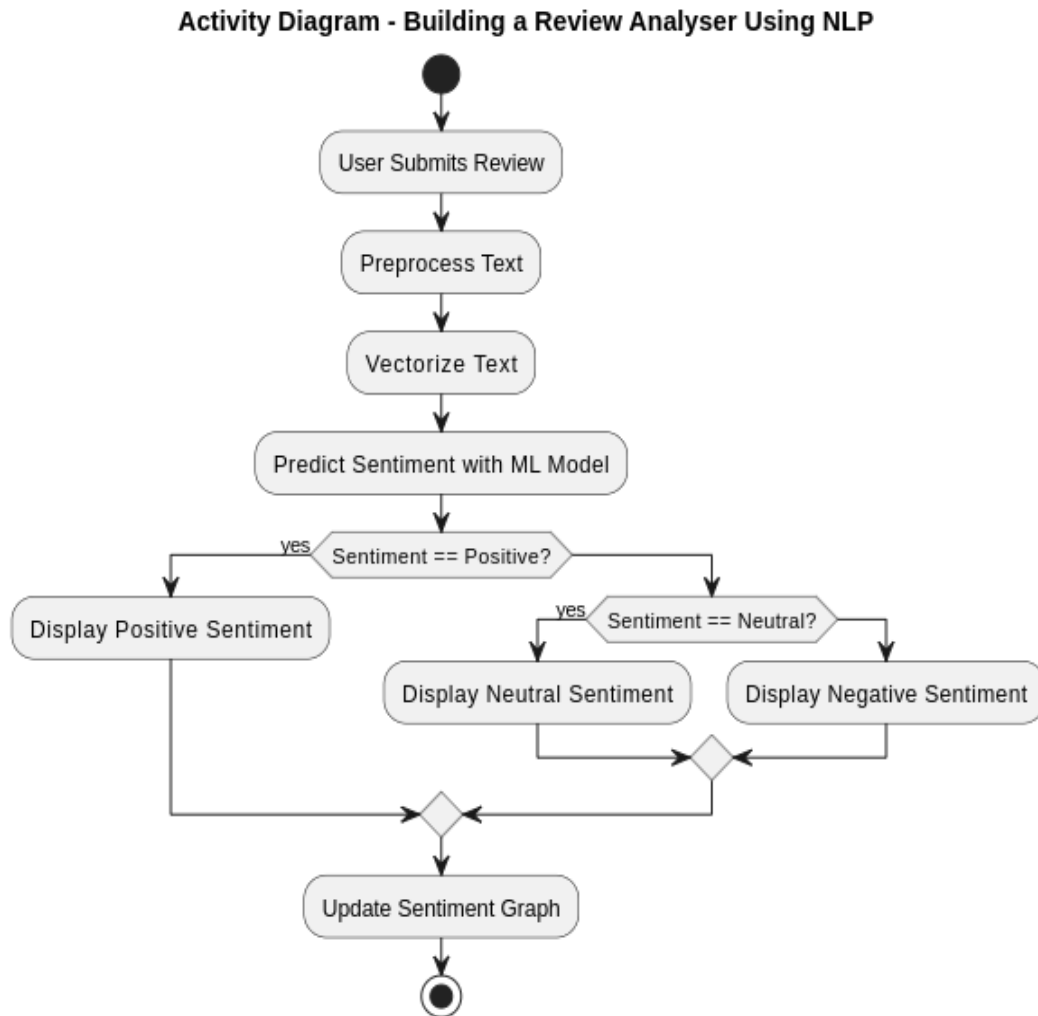 Activity Diagram - Building a Review Analyser Using NLP
User Submits Review
Preprocess Text
Vectorize Text
Predict Sentiment with ML Model
yes
Sentiment == Positive?
Display Positive Sentiment
yes
Sentiment == Neutral?
Display Neutral Sentiment
Display Negative Sentiment
Update Sentiment Graph